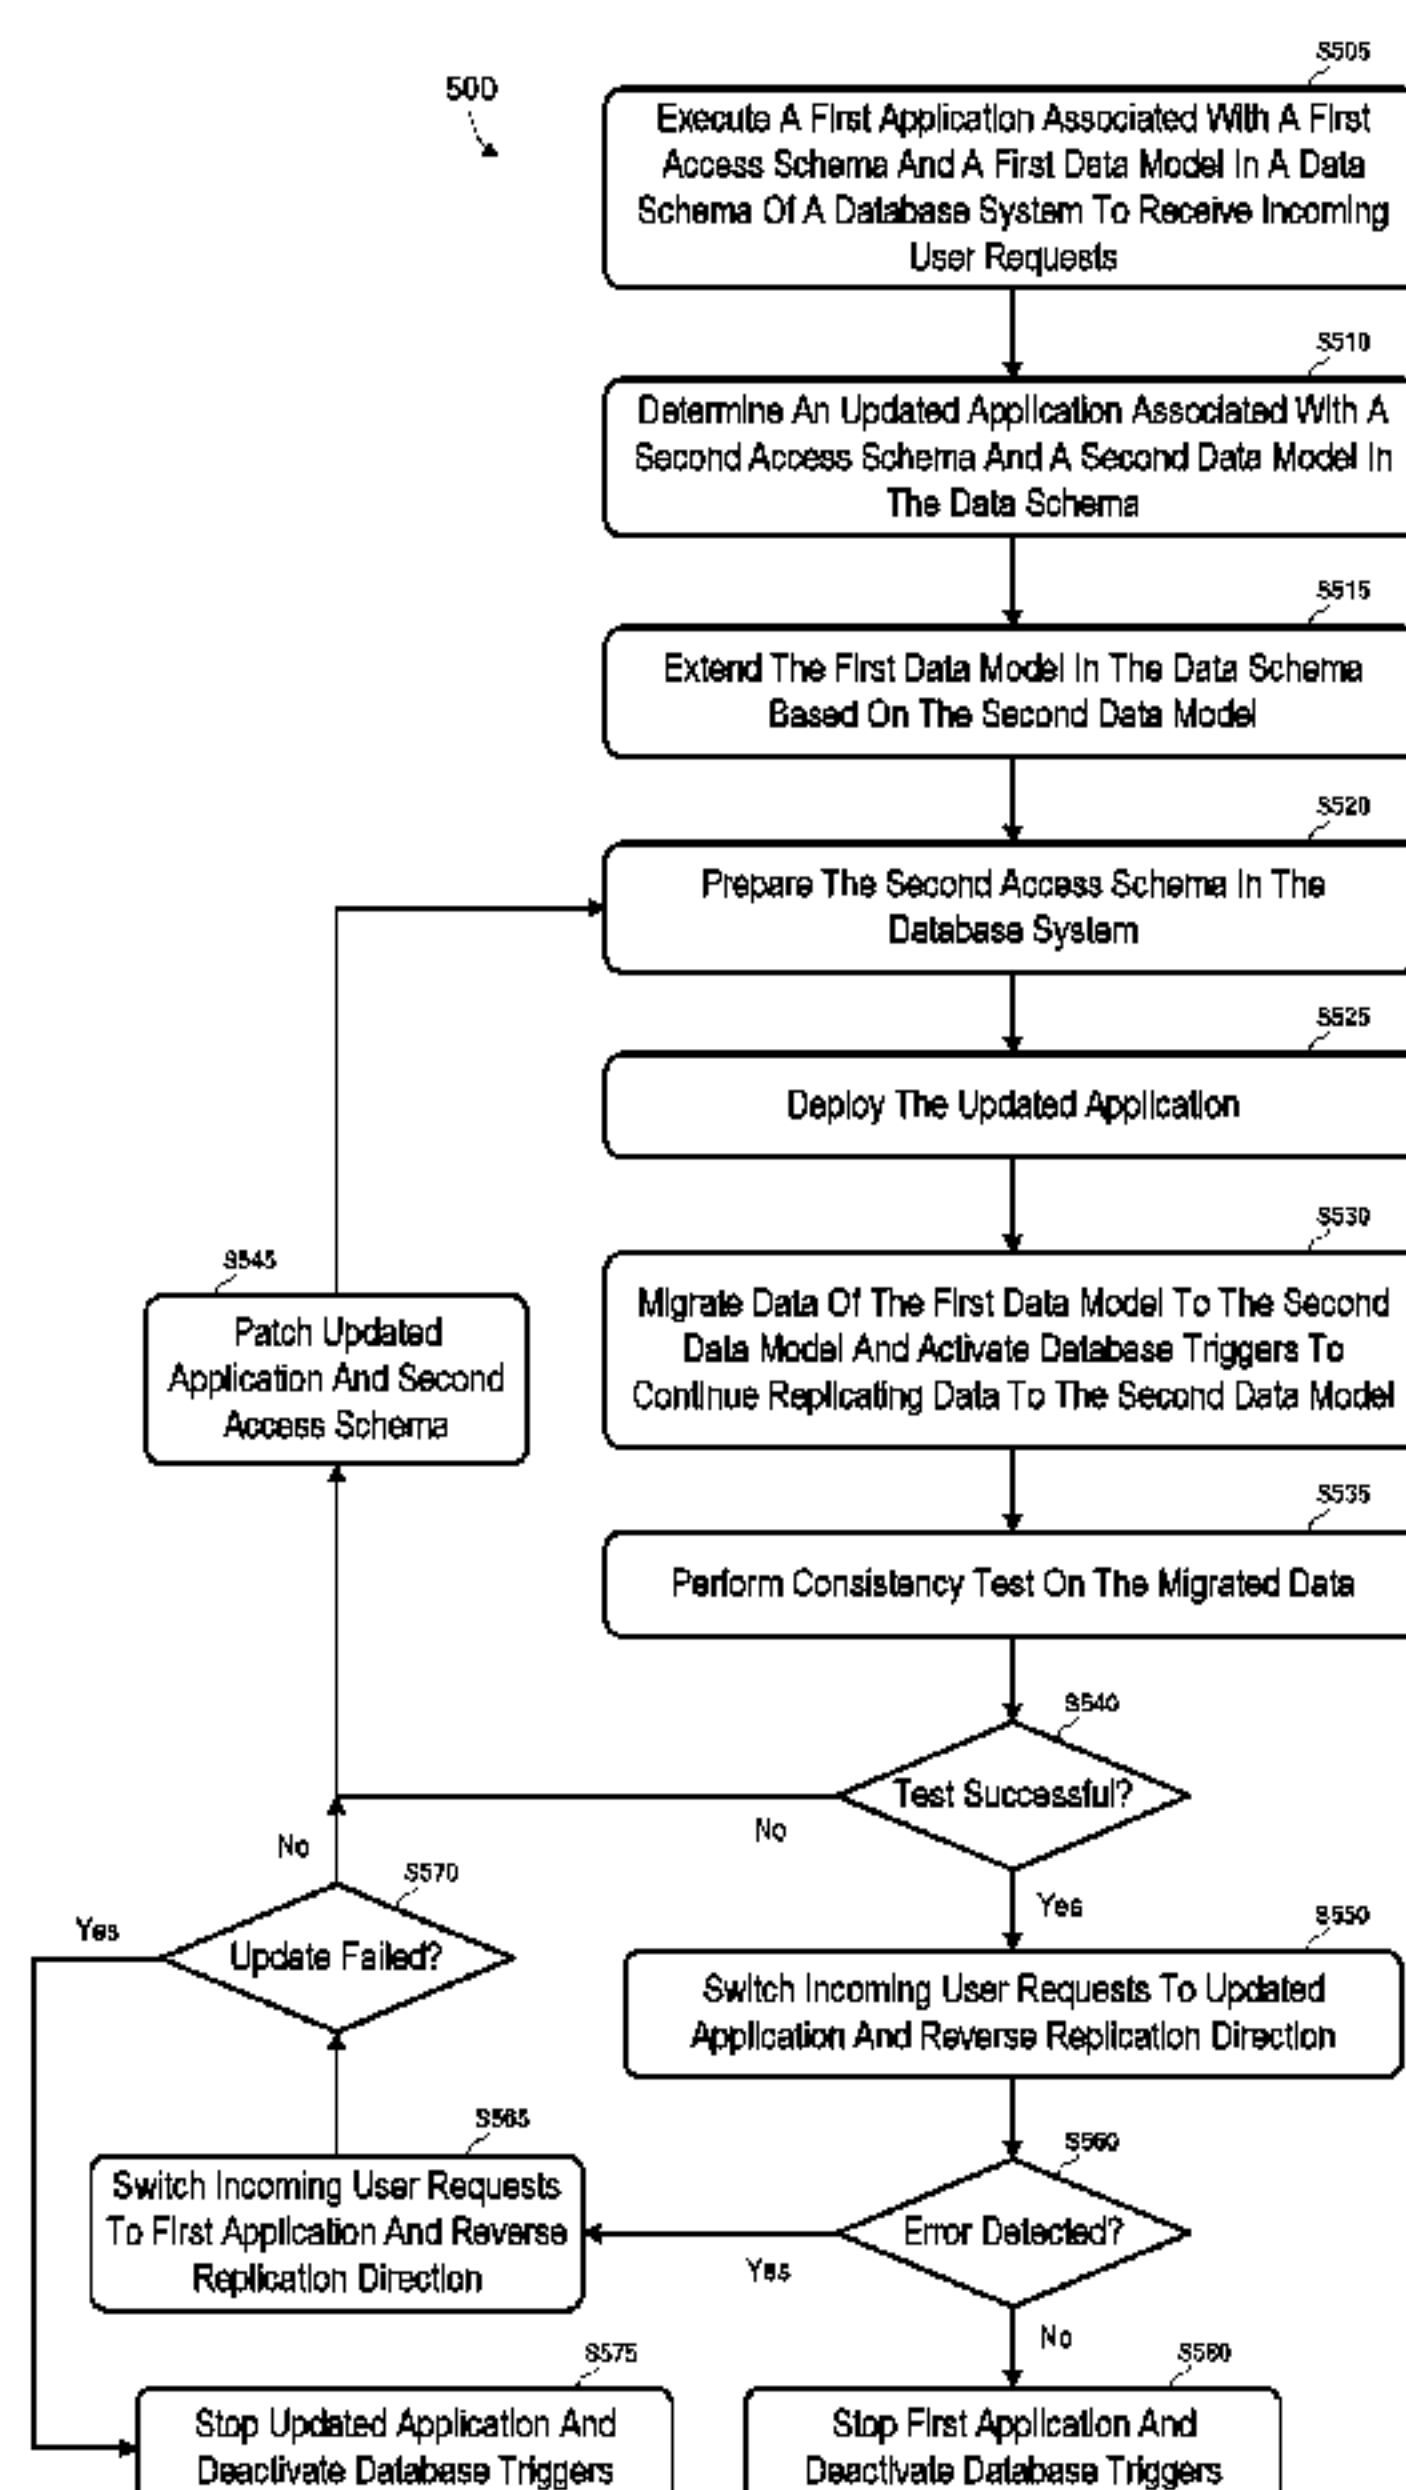 500
S505
Execute A First Application Associated With A First
Access Schema And A First Data Model In A Data
Schema Of A Database System To Receive Incoming
User Requests
S510
Determine An Updated Application Associated With A
Second Access Schema And A Second Data Model In
The Data Schema
S515
Extend The First Data Model In The Data Schema
Based On The Second Data Model
S520
Prepare The Second Access Schema In The
Database System
S525
Deploy The Updated Application
S530
Migrate Data Of The First Data Model To The Second
Data Model And Activate Database Triggers To
Continue Replicating Data To The Second Data Model
S545
Patch Updated
Application And Second
Access Schema
S535
Perform Consistency Test On The Migrated Data
S540
Test Successful?
No
Yes
No
S570
Update Failed?
Yes
S550
Switch Incoming User Requests To Updated
Application And Reverse Replication Direction
S560
Error Detected?
Yes
No
S565
Switch Incoming User Requests
To First Application And Reverse
Replication Direction
S575
Stop Updated Application And
Deactivate Database Triggers
S580
Stop First Application And
Deactivate Database Triggers